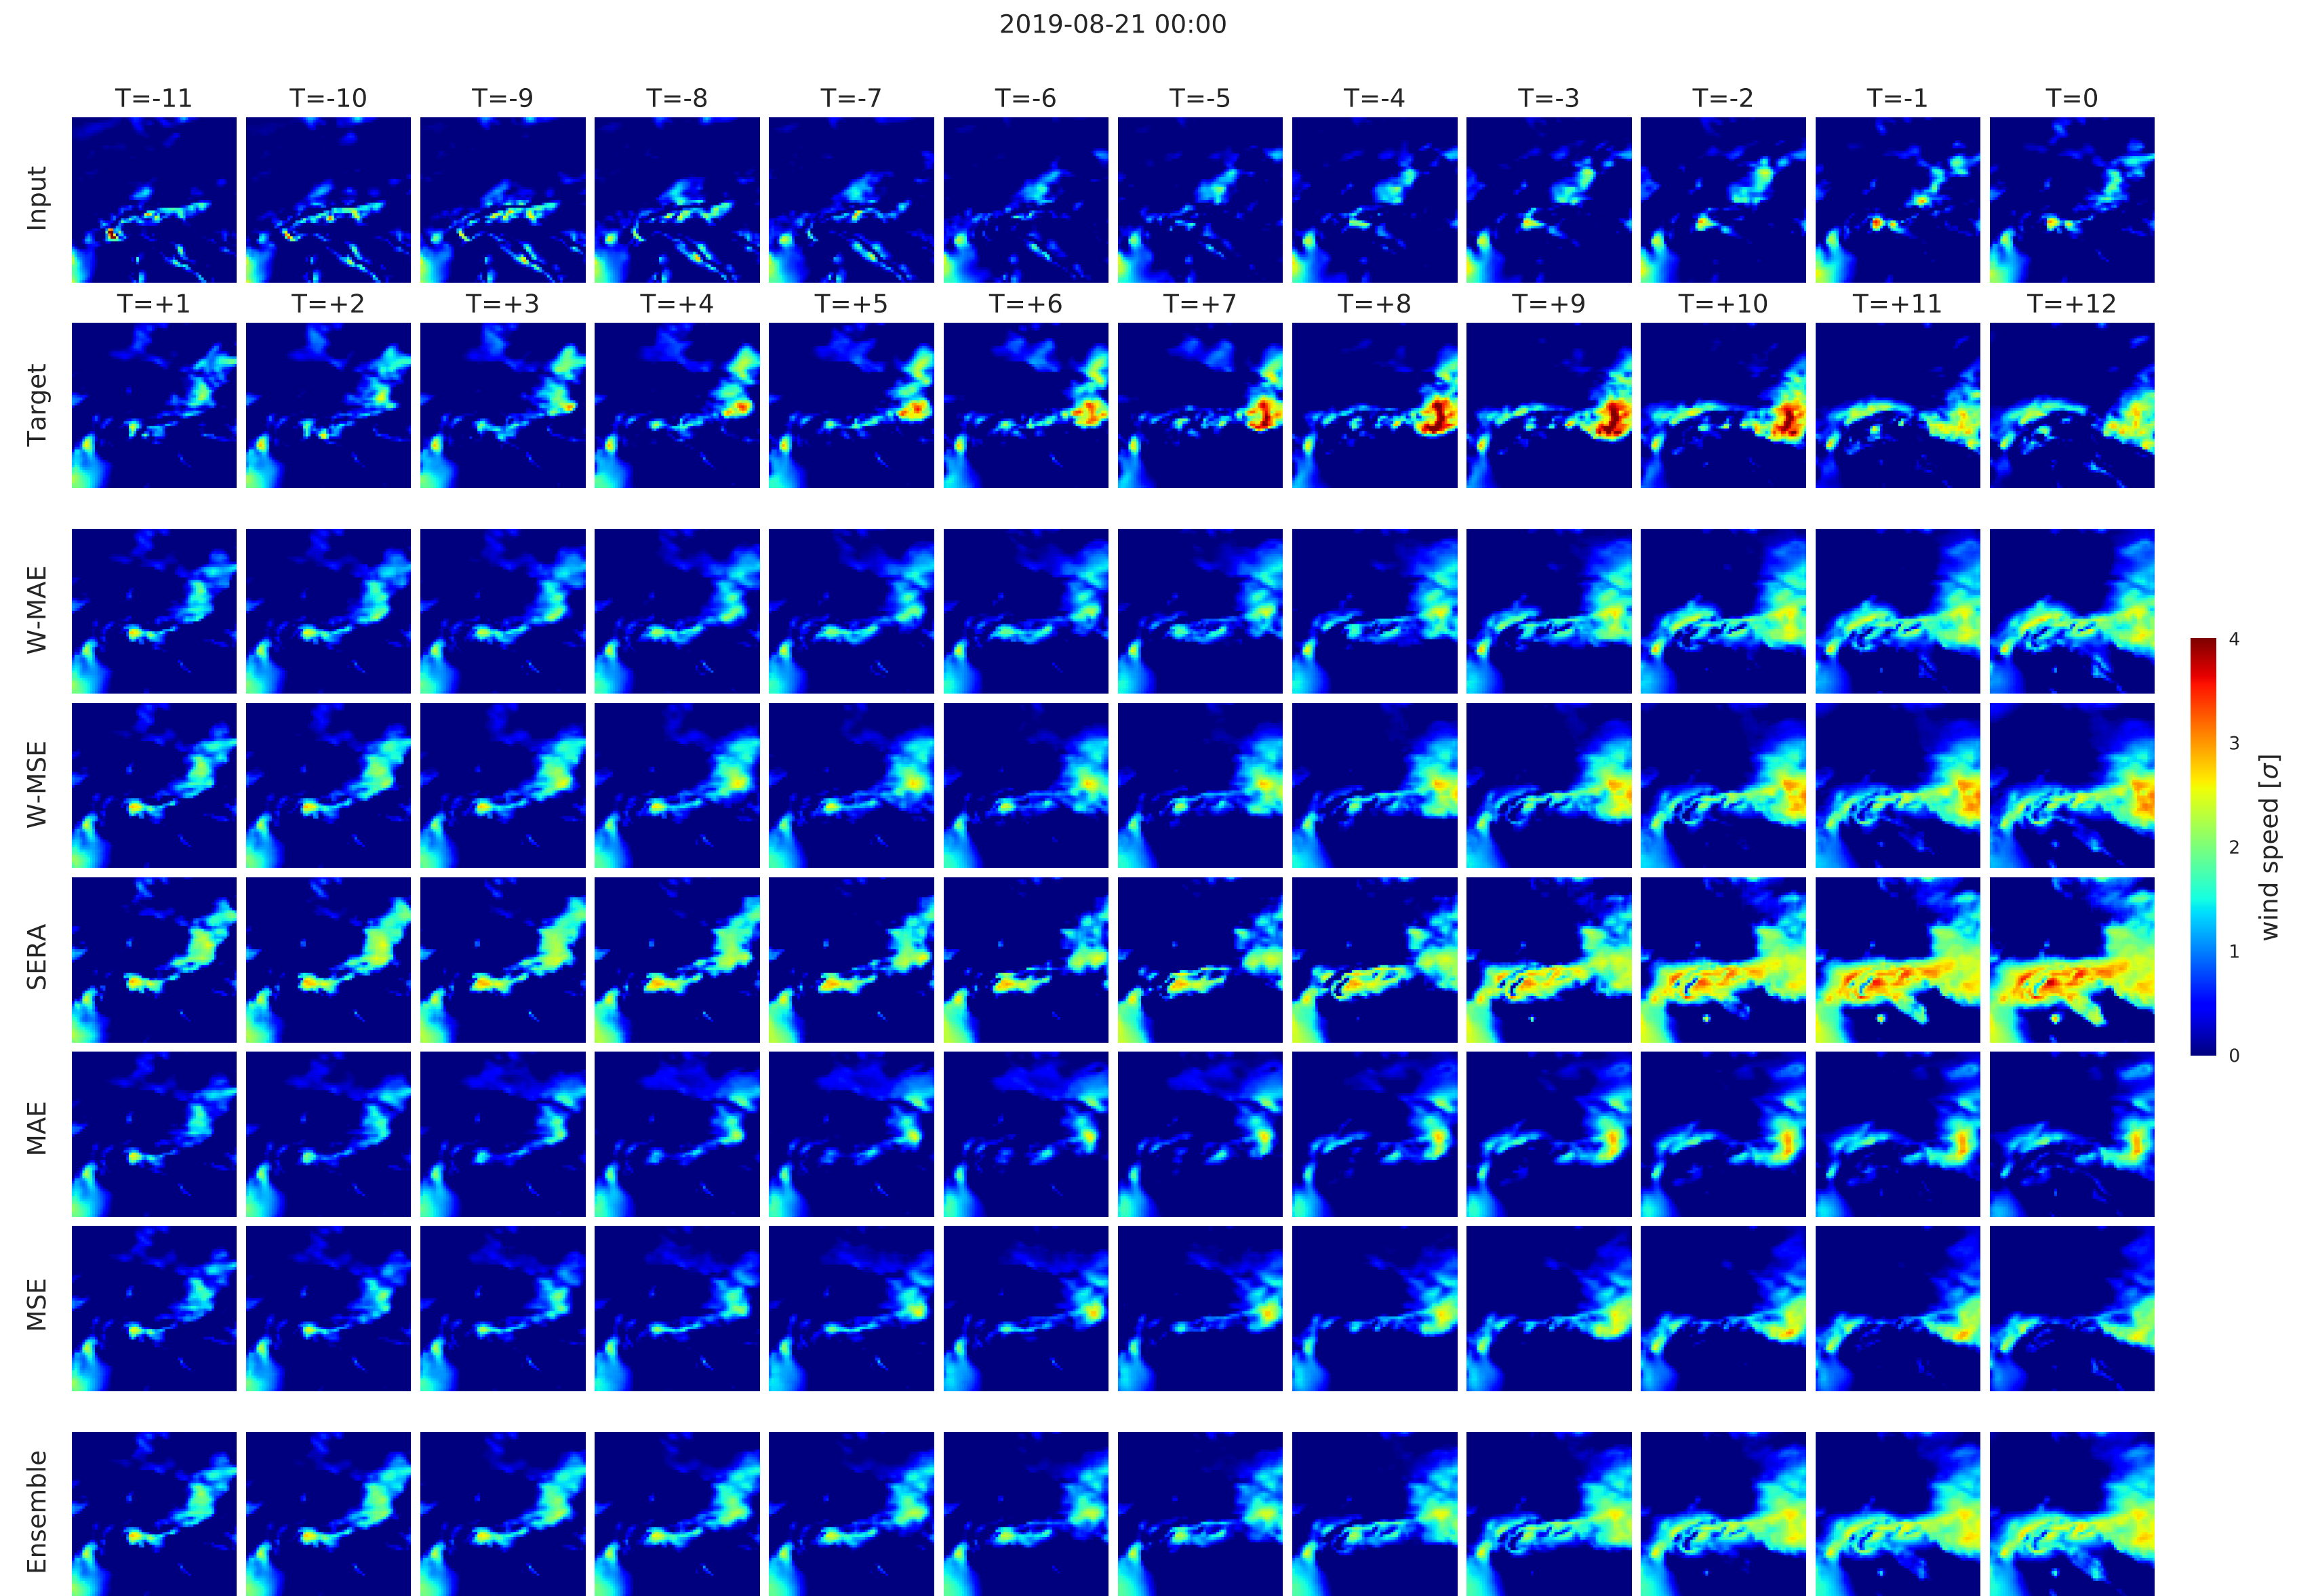 2019-08-21 00:00
T=-11 T=-10 T=-9 T=-8 T=-7 T=-6 T=-5 T=-4 T=-3 T=-2 T=-1 T=0
Input
T=+1 T=+2 T=+3 T=+4 T=+5 T=+6 T=+7 T=+8 T=+9 T=+10 T=+11 T=+12
Target
W-MAE
W-MSE
SERA
MAE
MSE
Ensemble
4
3
2
1
0
wind speed [σ]